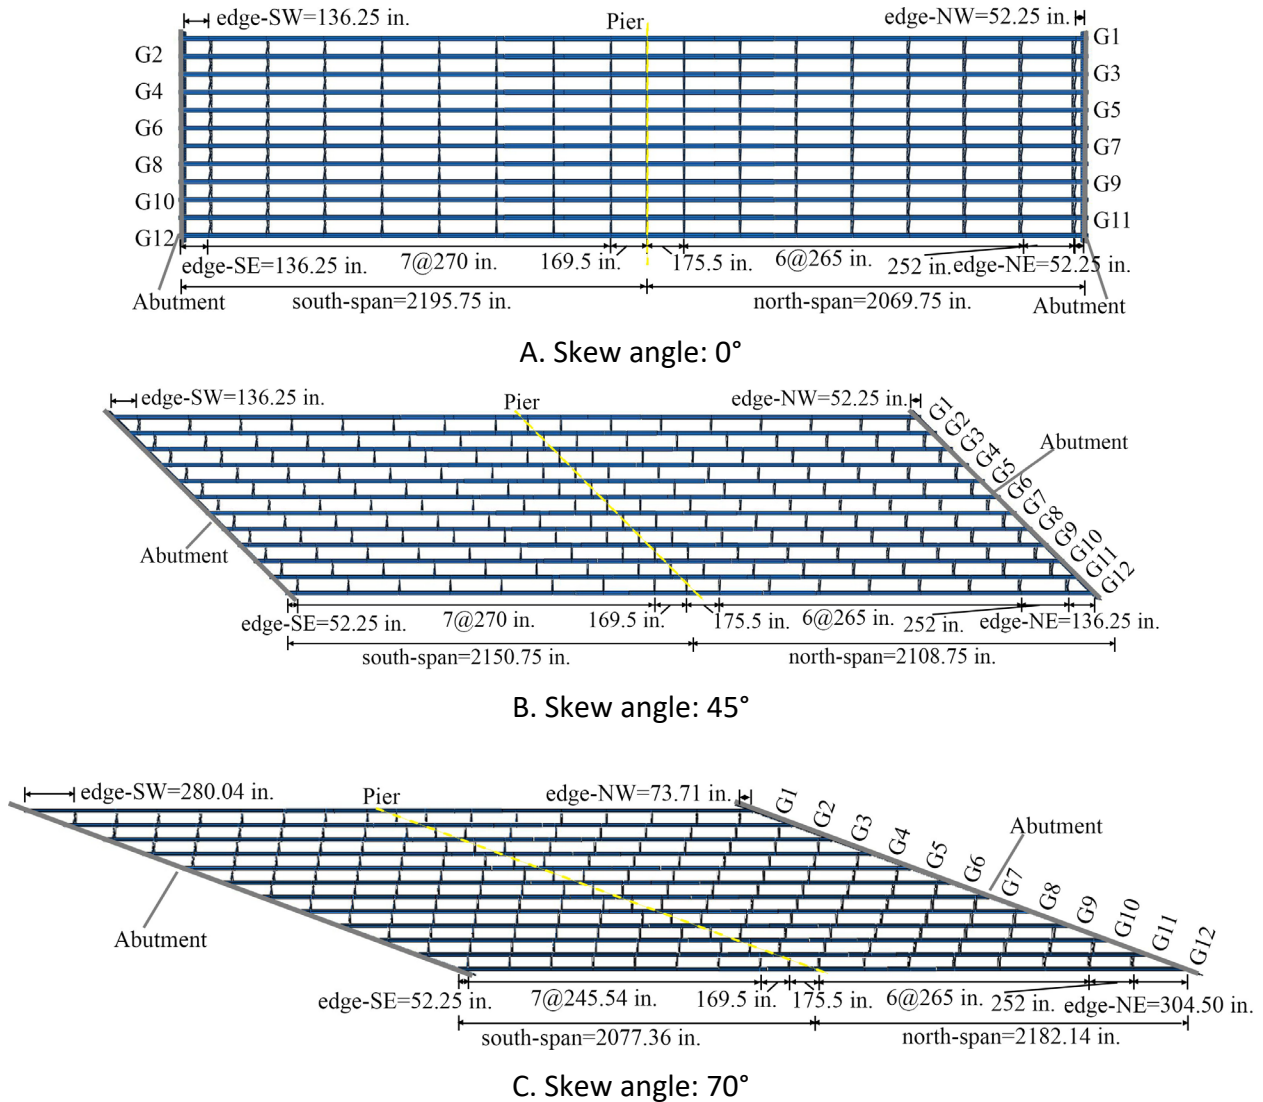 edge-SW=136.25 in.
Pier
edge-NW=52.25 in.
G1
G2
G3
G4
G5
G6
G7
G8
G9
G10
G11
G12
edge-SE=136.25 in.
7@270 in.
169.5 in.
175.5 in.
6@265 in.
252 in.
edge-NE=52.25 in.
Abutment
south-span=2195.75 in.
north-span=2069.75 in.
Abutment
A. Skew angle: 0°
edge-SW=136.25 in.
Pier
edge-NW=52.25 in.
G1
G2
G3
G4
G5
G6
G7
G8
G9
G10
G11
G12
Abutment
Abutment
edge-SE=52.25 in.
7@270 in.
169.5 in.
175.5 in.
6@265 in.
252 in.
edge-NE=136.25 in.
south-span=2150.75 in.
north-span=2108.75 in.
B. Skew angle: 45°
edge-SW=280.04 in.
Pier
edge-NW=73.71 in.
G1
G2
G3
G4
G5
G6
G7
G8
G9
G10
G11
G12
Abutment
Abutment
edge-SE=52.25 in.
7@245.54 in.
169.5 in.
175.5 in.
6@265 in.
252 in.
edge-NE=304.50 in.
south-span=2077.36 in.
north-span=2182.14 in.
C. Skew angle: 70°